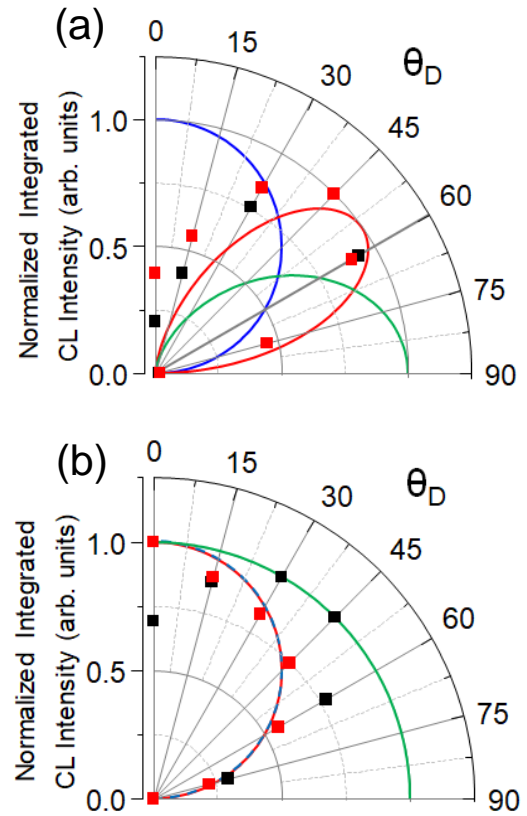 (a)
0
15
30
θD
45
60
75
90
Normalized Integrated
CL Intensity (arb. units)
1.0
0.5
0.0
(b)
0
15
30
θD
45
60
75
90
Normalized Integrated
CL Intensity (arb. units)
1.0
0.5
0.0